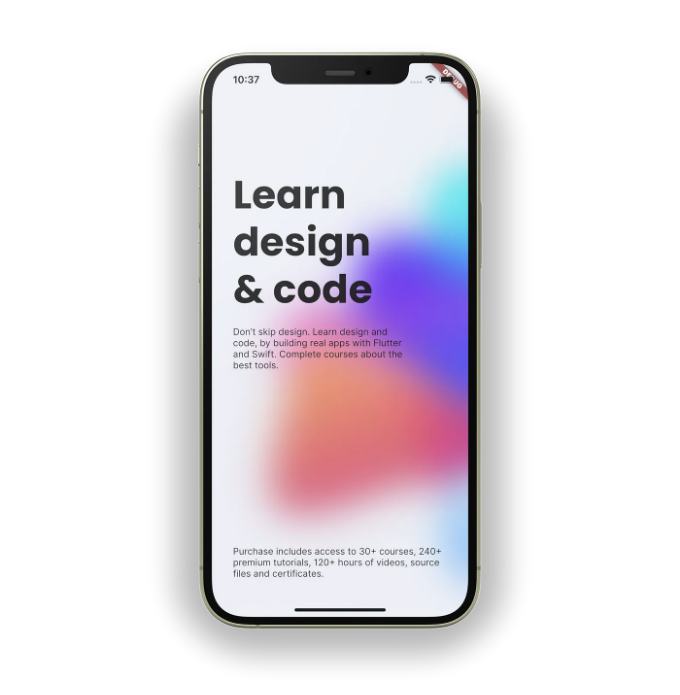 10:37
DEBUG
Learn
design
& code
Don't skip design. Learn design and
code, by building real apps with Flutter
and Swift. Complete courses about the
best tools.
Purchase includes access to 30+ courses, 240+
premium tutorials, 120+ hours of videos, source
files and certificates.